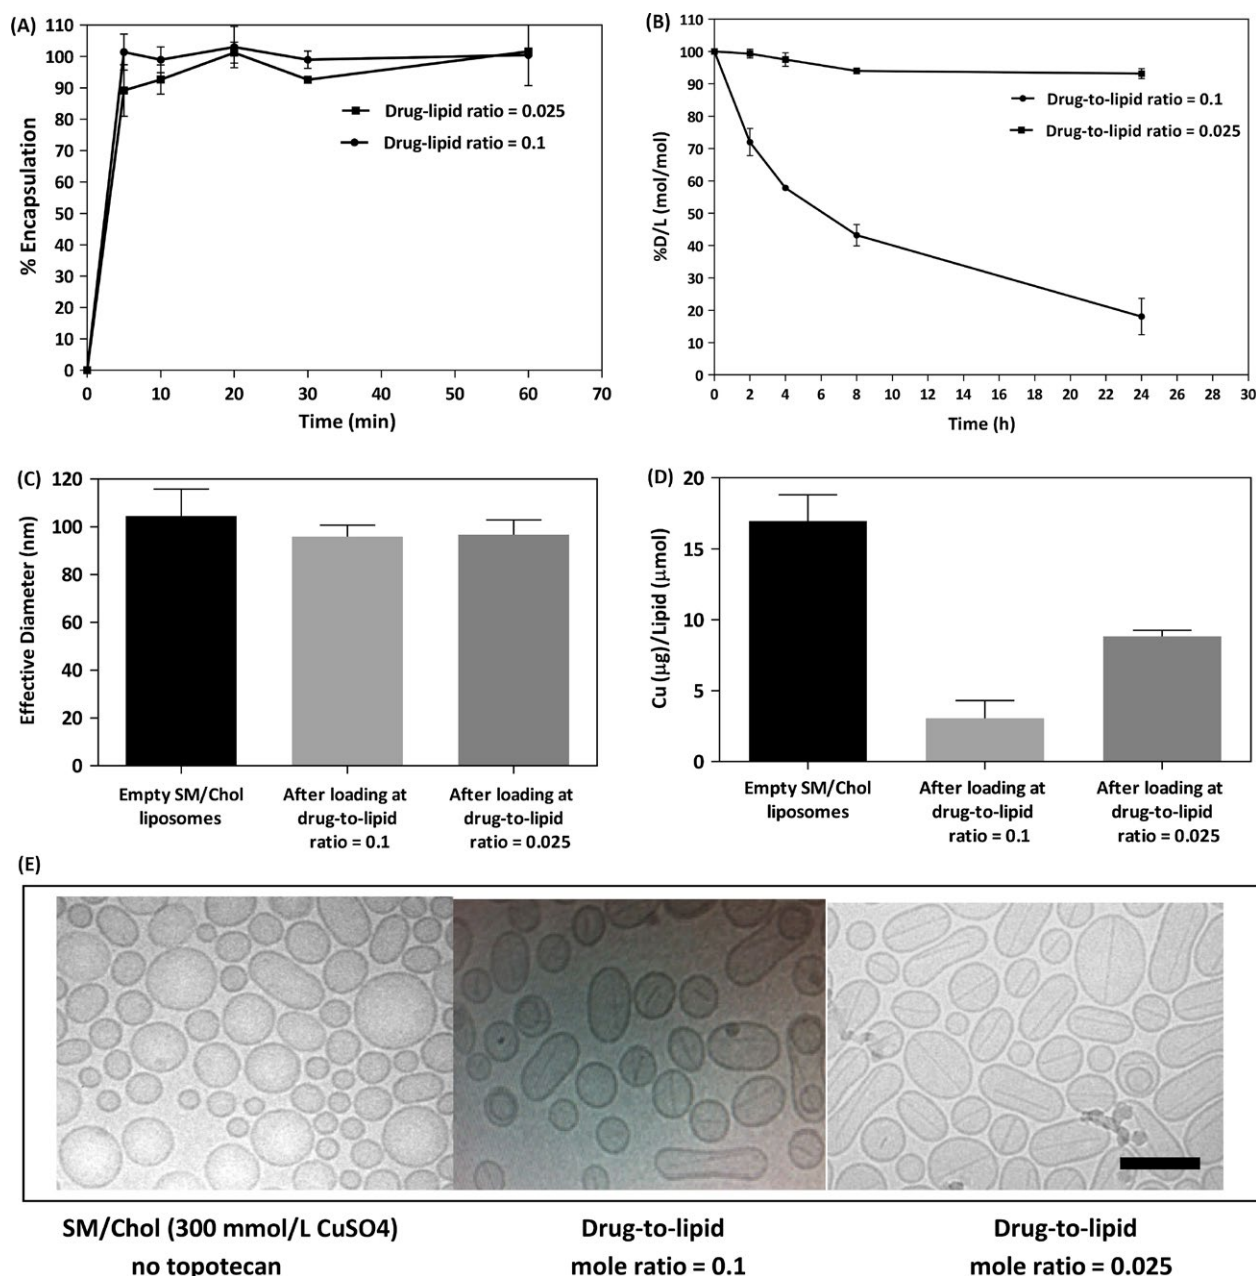 (A)
110
100
90
80
70
60
50
40
30
20
10
0
% Encapsulation
Drug-lipid ratio = 0.025
Drug-lipid ratio = 0.1
0 10 20 30 40 50 60 70
Time (min)
(B)
110
100
90
80
70
60
50
40
30
20
10
0
%D/L (mol/mol)
Drug-to-lipid ratio = 0.1
Drug-to-lipid ratio = 0.025
0 2 4 6 8 10 12 14 16 18 20 22 24 26 28 30
Time (h)
(C)
120
100
80
60
40
20
0
Effective Diameter (nm)
Empty SM/Chol
liposomes
After loading at
drug-to-lipid
ratio = 0.1
After loading at
drug-to-lipid
ratio = 0.025
(D)
20
15
10
5
0
Cu (μg)/Lipid (μmol)
Empty SM/Chol
liposomes
After loading at
drug-to-lipid
ratio = 0.1
After loading at
drug-to-lipid
ratio = 0.025
(E)
SM/Chol (300 mmol/L CuSO4)
no topotecan
Drug-to-lipid
mole ratio = 0.1
Drug-to-lipid
mole ratio = 0.025